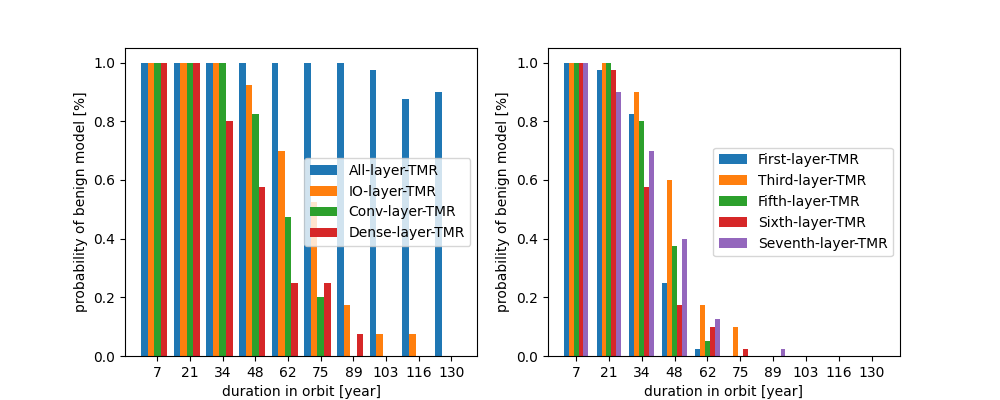 1.0
0.8
0.6
0.4
0.2
0.0
probability of benign model [%]
All-layer-TMR
IO-layer-TMR
Conv-layer-TMR
Dense-layer-TMR
7 21 34 48 62 75 89 103 116 130
duration in orbit [year]
1.0
0.8
0.6
0.4
0.2
0.0
probability of benign model [%]
First-layer-TMR
Third-layer-TMR
Fifth-layer-TMR
Sixth-layer-TMR
Seventh-layer-TMR
7 21 34 48 62 75 89 103 116 130
duration in orbit [year]